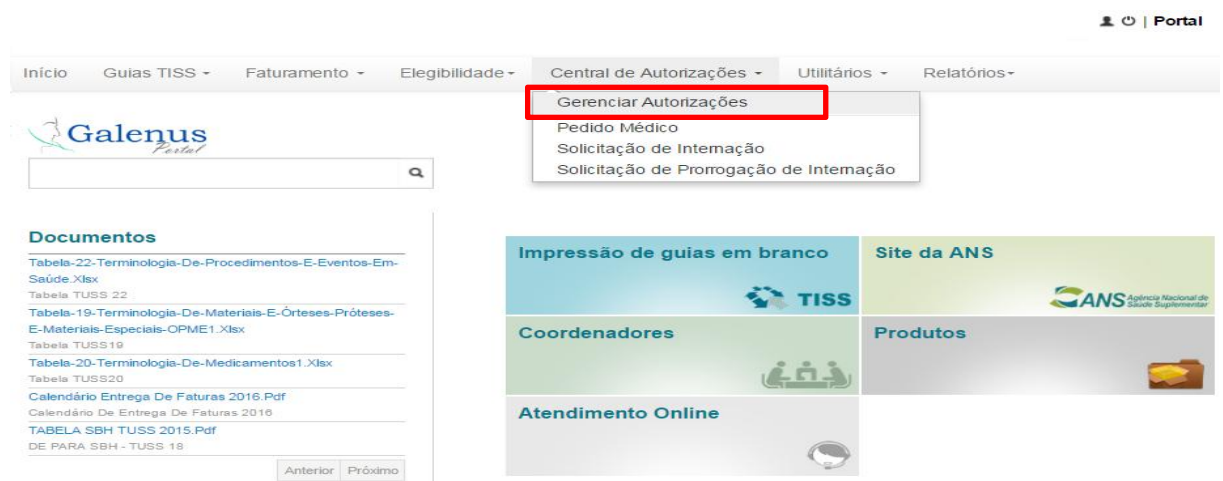 | Portal
Início Guias TISS Faturamento Elegibilidade Central de Autorizações Utilitários Relatórios
Gerenciar Autorizações
Pedido Médico
Solicitação de Internação
Solicitação de Prorrogação de Internação
Galenus
Portal
Documentos
Tabela-22-Terminologia-De-Procedimentos-E-Eventos-Em-
Saúde.Xlsx
Tabela TUSS 22
Tabela-19-Terminologia-De-Materiais-E-Órteses-Próteses-
E-Materiais-Especiais-OPME1.Xlsx
Tabela TUSS19
Tabela-20-Terminologia-De-Medicamentos1.Xlsx
Tabela TUSS20
Calendário Entrega De Faturas 2016.Pdf
Calendário De Entrega De Faturas 2016
TABELA SBH TUSS 2015.Pdf
DE PARA SBH - TUSS 18
Anterior Próximo
Impressão de guias em branco
TISS
Site da ANS
ANS Agência Nacional de
Saúde Suplementar
Coordenadores
Produtos
Atendimento Online